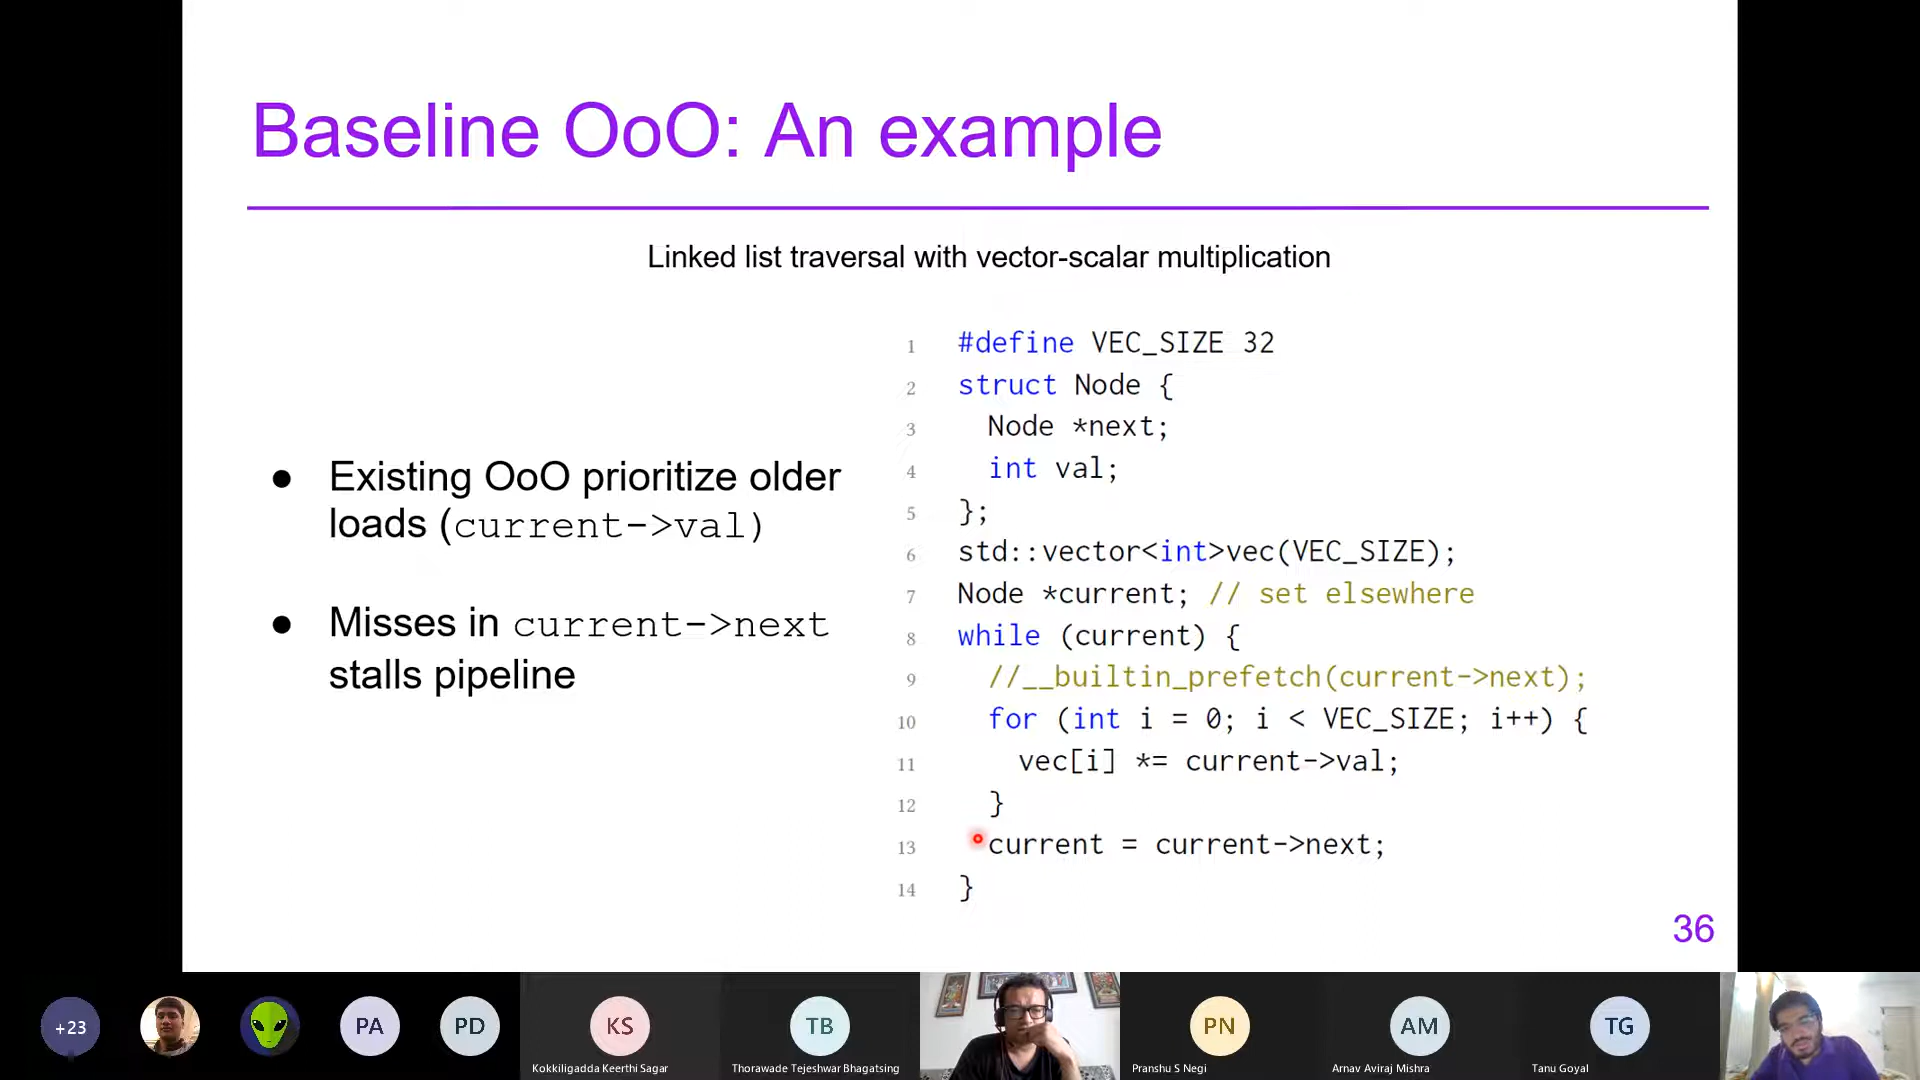 Baseline OoO: An example
Linked list traversal with vector-scalar multiplication
● Existing OoO prioritize older
loads (current->val)
● Misses in current->next
stalls pipeline
1 #define VEC_SIZE 32
2 struct Node {
3 Node *next;
4 int val;
5 };
6 std::vector<int>vec(VEC_SIZE);
7 Node *current; // set elsewhere
8 while (current) {
9 //__builtin_prefetch(current->next);
10 for (int i = 0; i < VEC_SIZE; i++) {
11 vec[i] *= current->val;
12 }
13 current = current->next;
14 }
36
+23
PA
PD
KS
TB
PN
AM
TG
Kokkiligadda Keerthi Sagar
Thorawade Tejeshwar Bhagatsing
Pranshu S Negi
Arnav Aviraj Mishra
Tanu Goyal